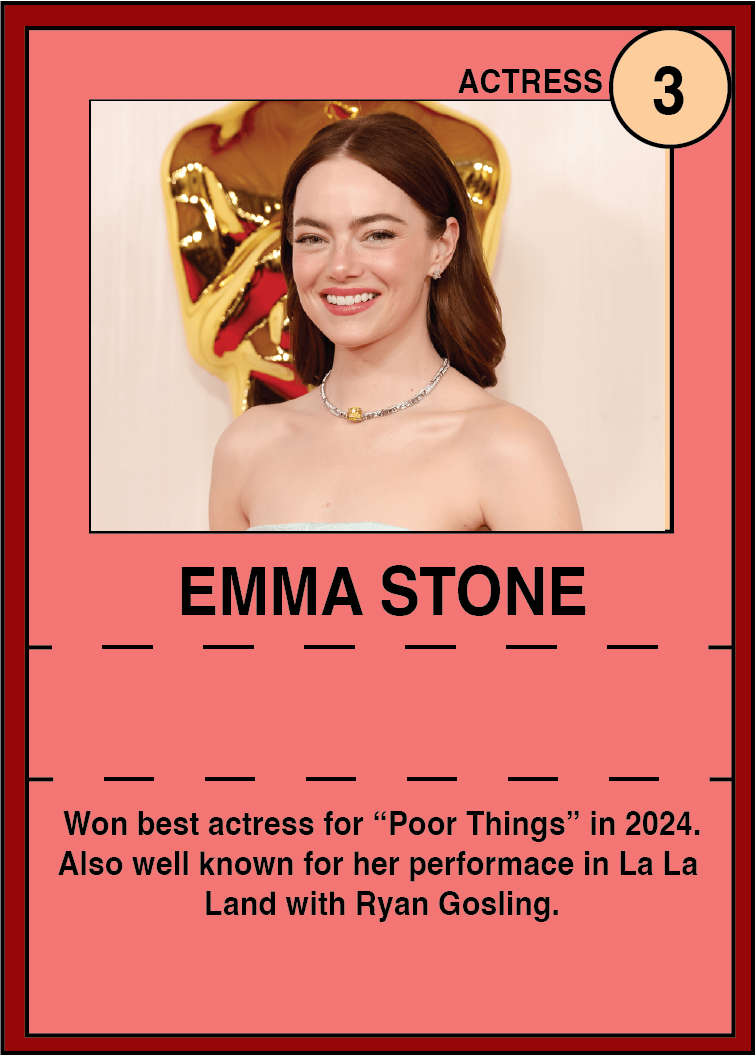 ACTRESS 3
EMMA STONE
Won best actress for “Poor Things” in 2024.
Also well known for her performace in La La
Land with Ryan Gosling.